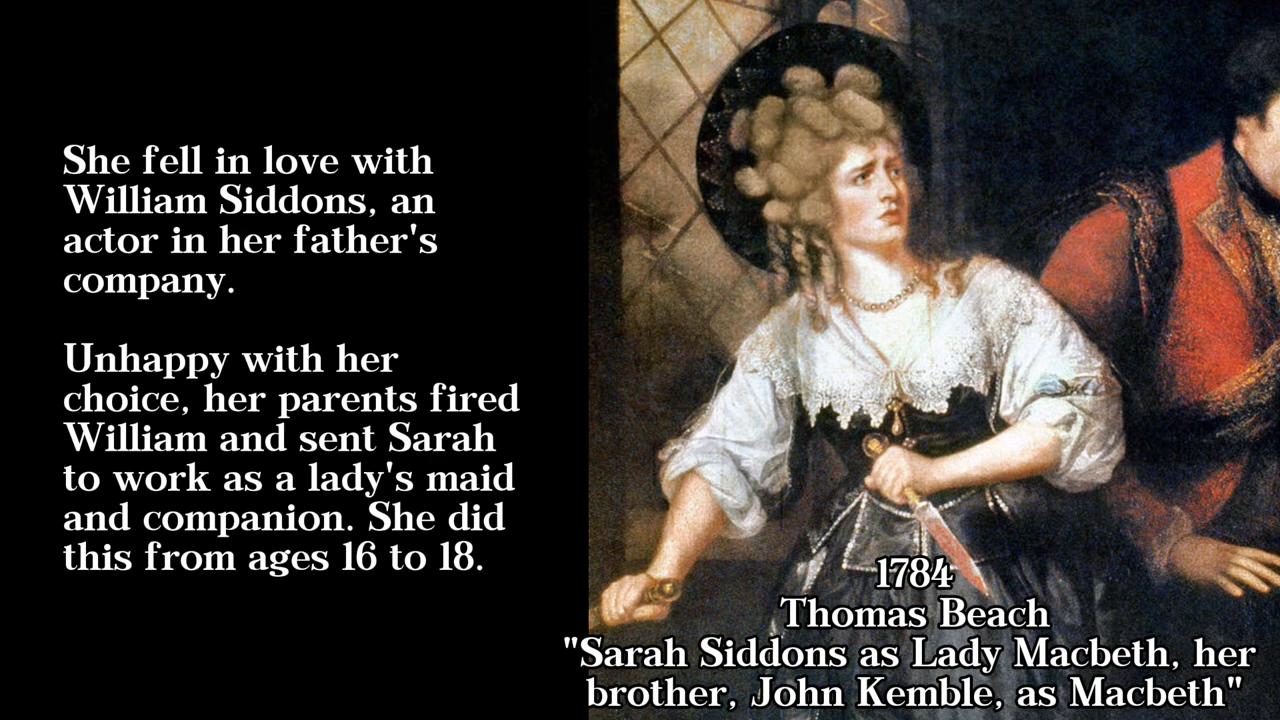 She fell in love with
William Siddons, an
actor in her father's
company.
Unhappy with her
choice, her parents fired
William and sent Sarah
to work as a lady's maid
and companion. She did
this from ages 16 to 18.
1784
Thomas Beach
"Sarah Siddons as Lady Macbeth, her
brother, John Kemble, as Macbeth"